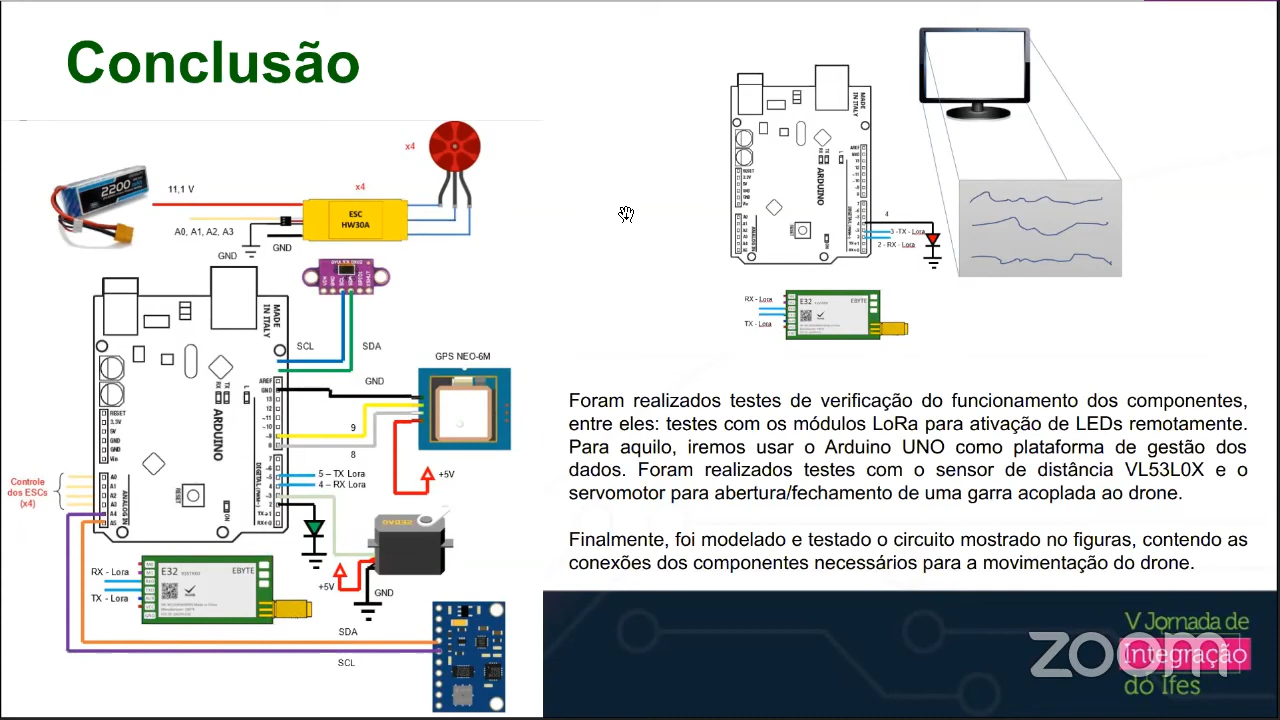 Conclusão
x4
2200
11,1 V
x4
ESC
HW30A
A0, A1, A2, A3
GND
GND
MADE
IN ITALY
SCL
SDA
GPS NEO-6M
GND
AREF
GND
13
12
~11
~10
~9
8
RESET
3.3V
5V
GND
GND
Vin
RX
TX
L
ARDUINO
9
8
+5V
7
~6
~5
4
~3
2
TX▸1
RX◂0
DIGITAL (PWM~)
5 – TX Lora
4 – RX Lora
Controle
dos ESCs
(x4)
A0
A1
A2
A3
A4
A5
ANALOG IN
RESET
ON
SERVO
RX - Lora
TX - Lora
E32
EBYTE
+5V
GND
SDA
SCL
MADE
IN ITALY
ARDUINO
4
3 -TX - Lora
2 - RX - Lora
RX - Lora
TX - Lora
E32
EBYTE
Foram realizados testes de verificação do funcionamento dos componentes,
entre eles: testes com os módulos LoRa para ativação de LEDs remotamente.
Para aquilo, iremos usar o Arduino UNO como plataforma de gestão dos
dados. Foram realizados testes com o sensor de distância VL53L0X e o
servomotor para abertura/fechamento de uma garra acoplada ao drone.
Finalmente, foi modelado e testado o circuito mostrado no figuras, contendo as
conexões dos componentes necessários para a movimentação do drone.
V Jornada de
Integração
do Ifes
zoom